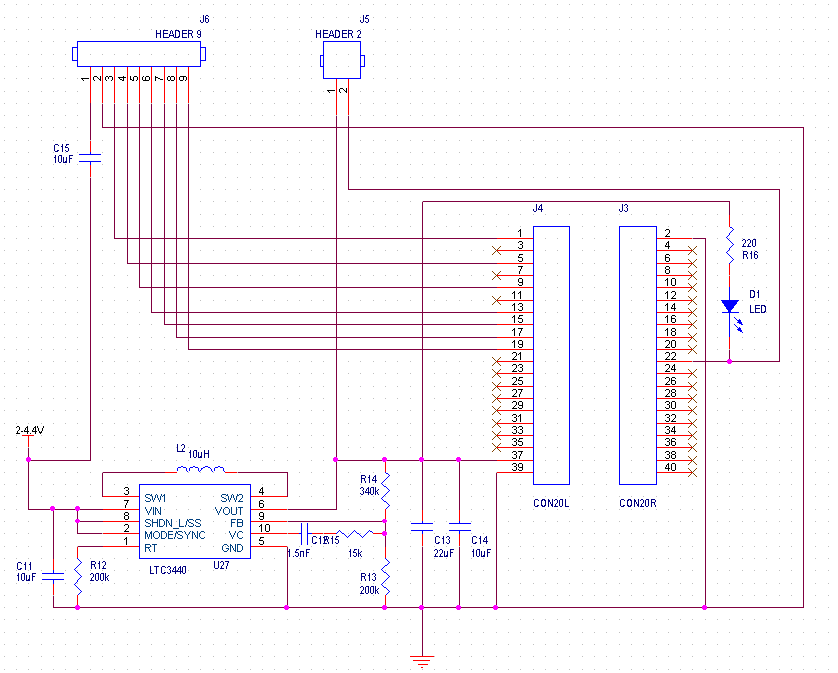 J6
HEADER 9
J5
HEADER 2
1 2 3 4 5 6 7 8 9
1 2
C15
10uF
J4
J3
1 2
3 4
5 6
7 8
9 10
11 12
13 14
15 16
17 18
19 20
21 22
23 24
25 26
27 28
29 30
31 32
33 34
35 36
37 38
39 40
CON20L
CON20R
220
R16
D1
LED
2-4.4V
L2
10uH
3 SW1 SW2 4
7 VIN VOUT 6
8 SHDN_L/SS FB 9
2 MODE/SYNC VC 10
1 RT GND 5
LTC3440
U27
R14
340k
R15
15k
1.5nF
R13
200k
C13
22uF
C14
10uF
C11
10uF
R12
200k